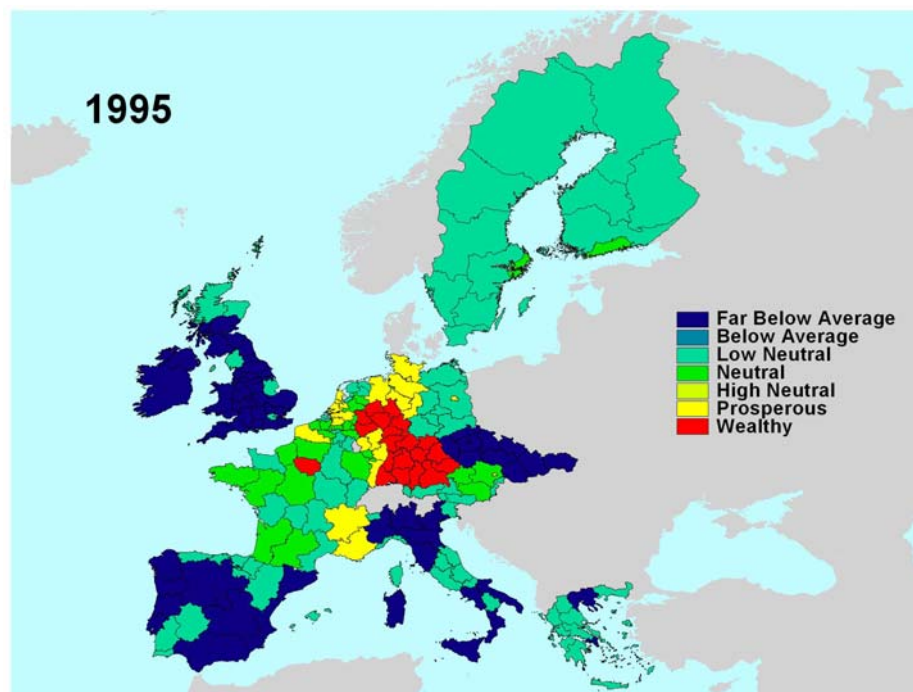 1995
Far Below Average
Below Average
Low Neutral
Neutral
High Neutral
Prosperous
Wealthy